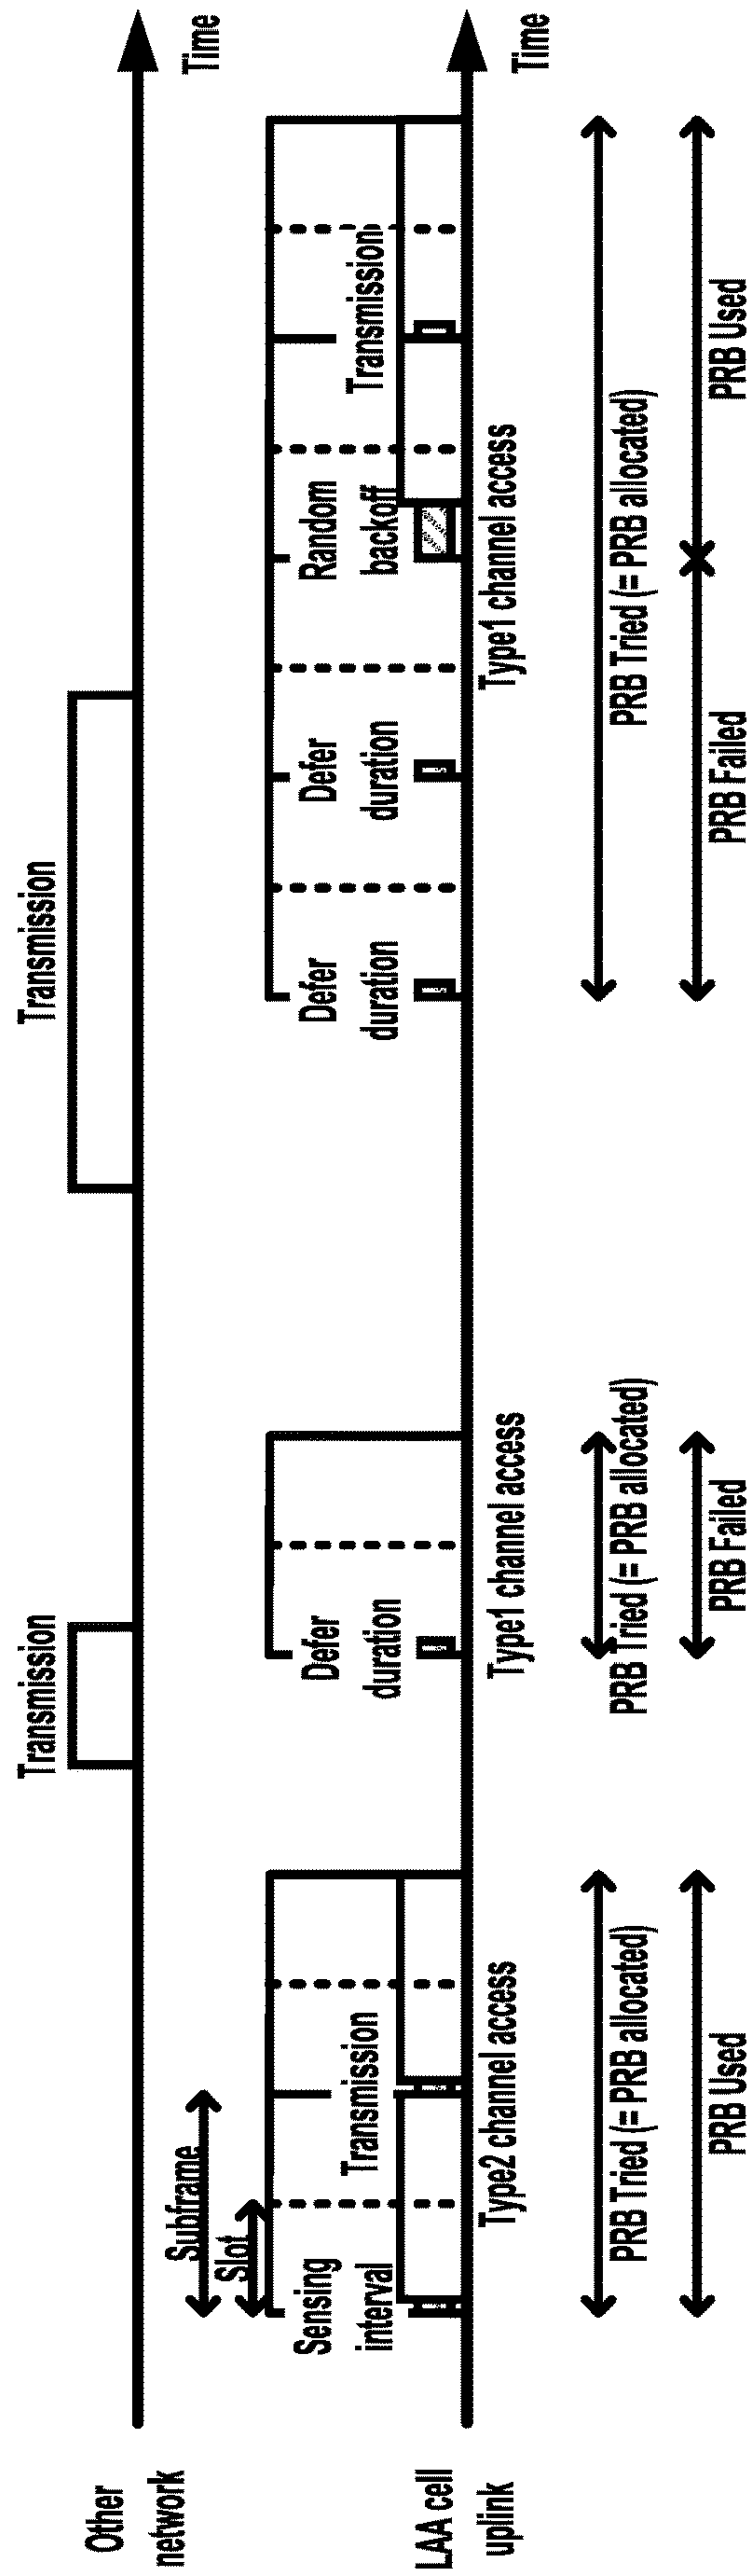 Other
network
Transmission
Transmission
Time
Subframe
Slot
Sensing
interval
Transmission
Defer
duration
Defer
duration
Defer
duration
Random
backoff
Transmission
LAA cell
uplink
Type2 channel access
Type1 channel access
Type1 channel access
Time
PRB Tried (= PRB allocated)
PRB Tried (= PRB allocated)
PRB Tried (= PRB allocated)
PRB Used
PRB Failed
PRB Failed
PRB Used